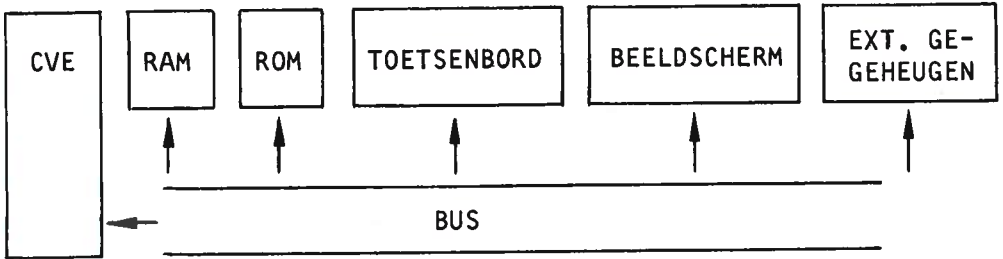 CVE
RAM
ROM
TOETSENBORD
BEELDSCHERM
EXT. GE-
GEHEUGEN
BUS